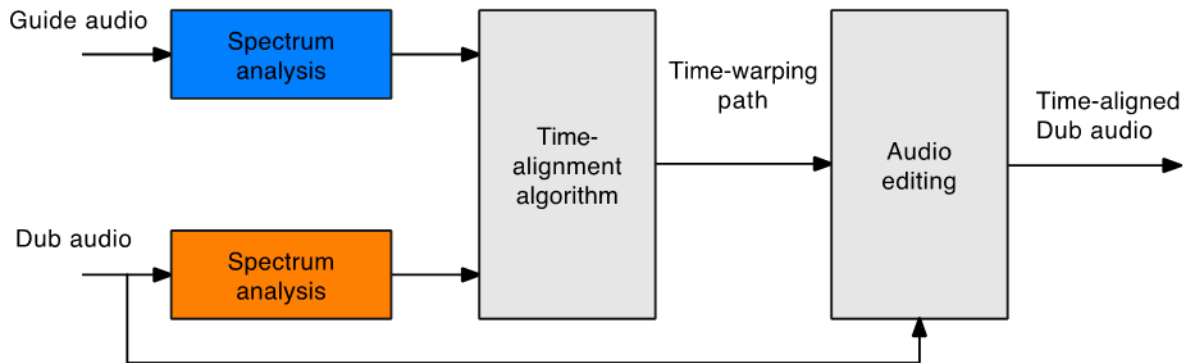 Guide audio
Spectrum
analysis
Time-
alignment
algorithm
Time-warping
path
Audio
editing
Time-aligned
Dub audio
Dub audio
Spectrum
analysis